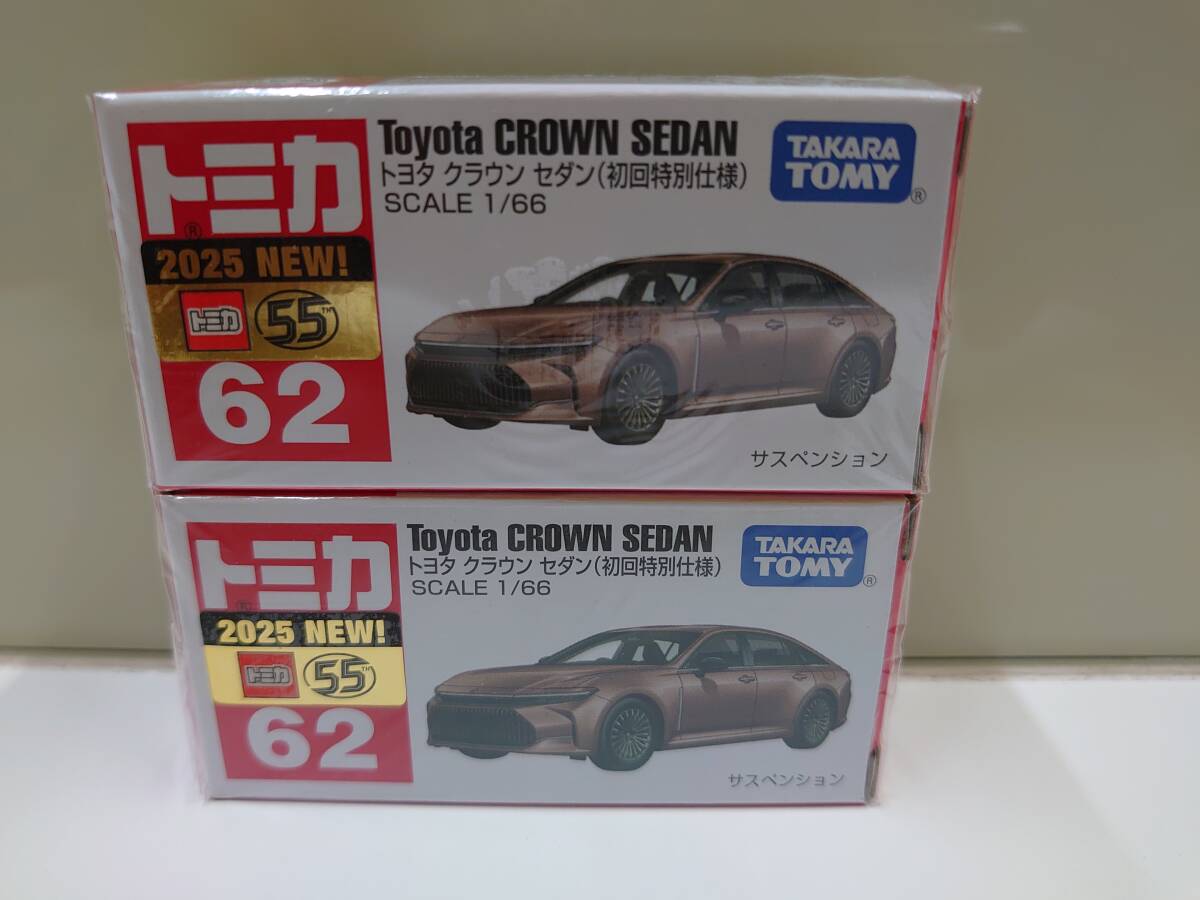 トミカ
®
2025 NEW!
トミカ 55TH
62
Toyota CROWN SEDAN
トヨタ クラウン セダン(初回特別仕様)
SCALE 1/66
TAKARA
TOMY®
サスペンション
トミカ
®
2025 NEW!
トミカ 55TH
62
Toyota CROWN SEDAN
トヨタ クラウン セダン(初回特別仕様)
SCALE 1/66
TAKARA
TOMY®
サスペンション